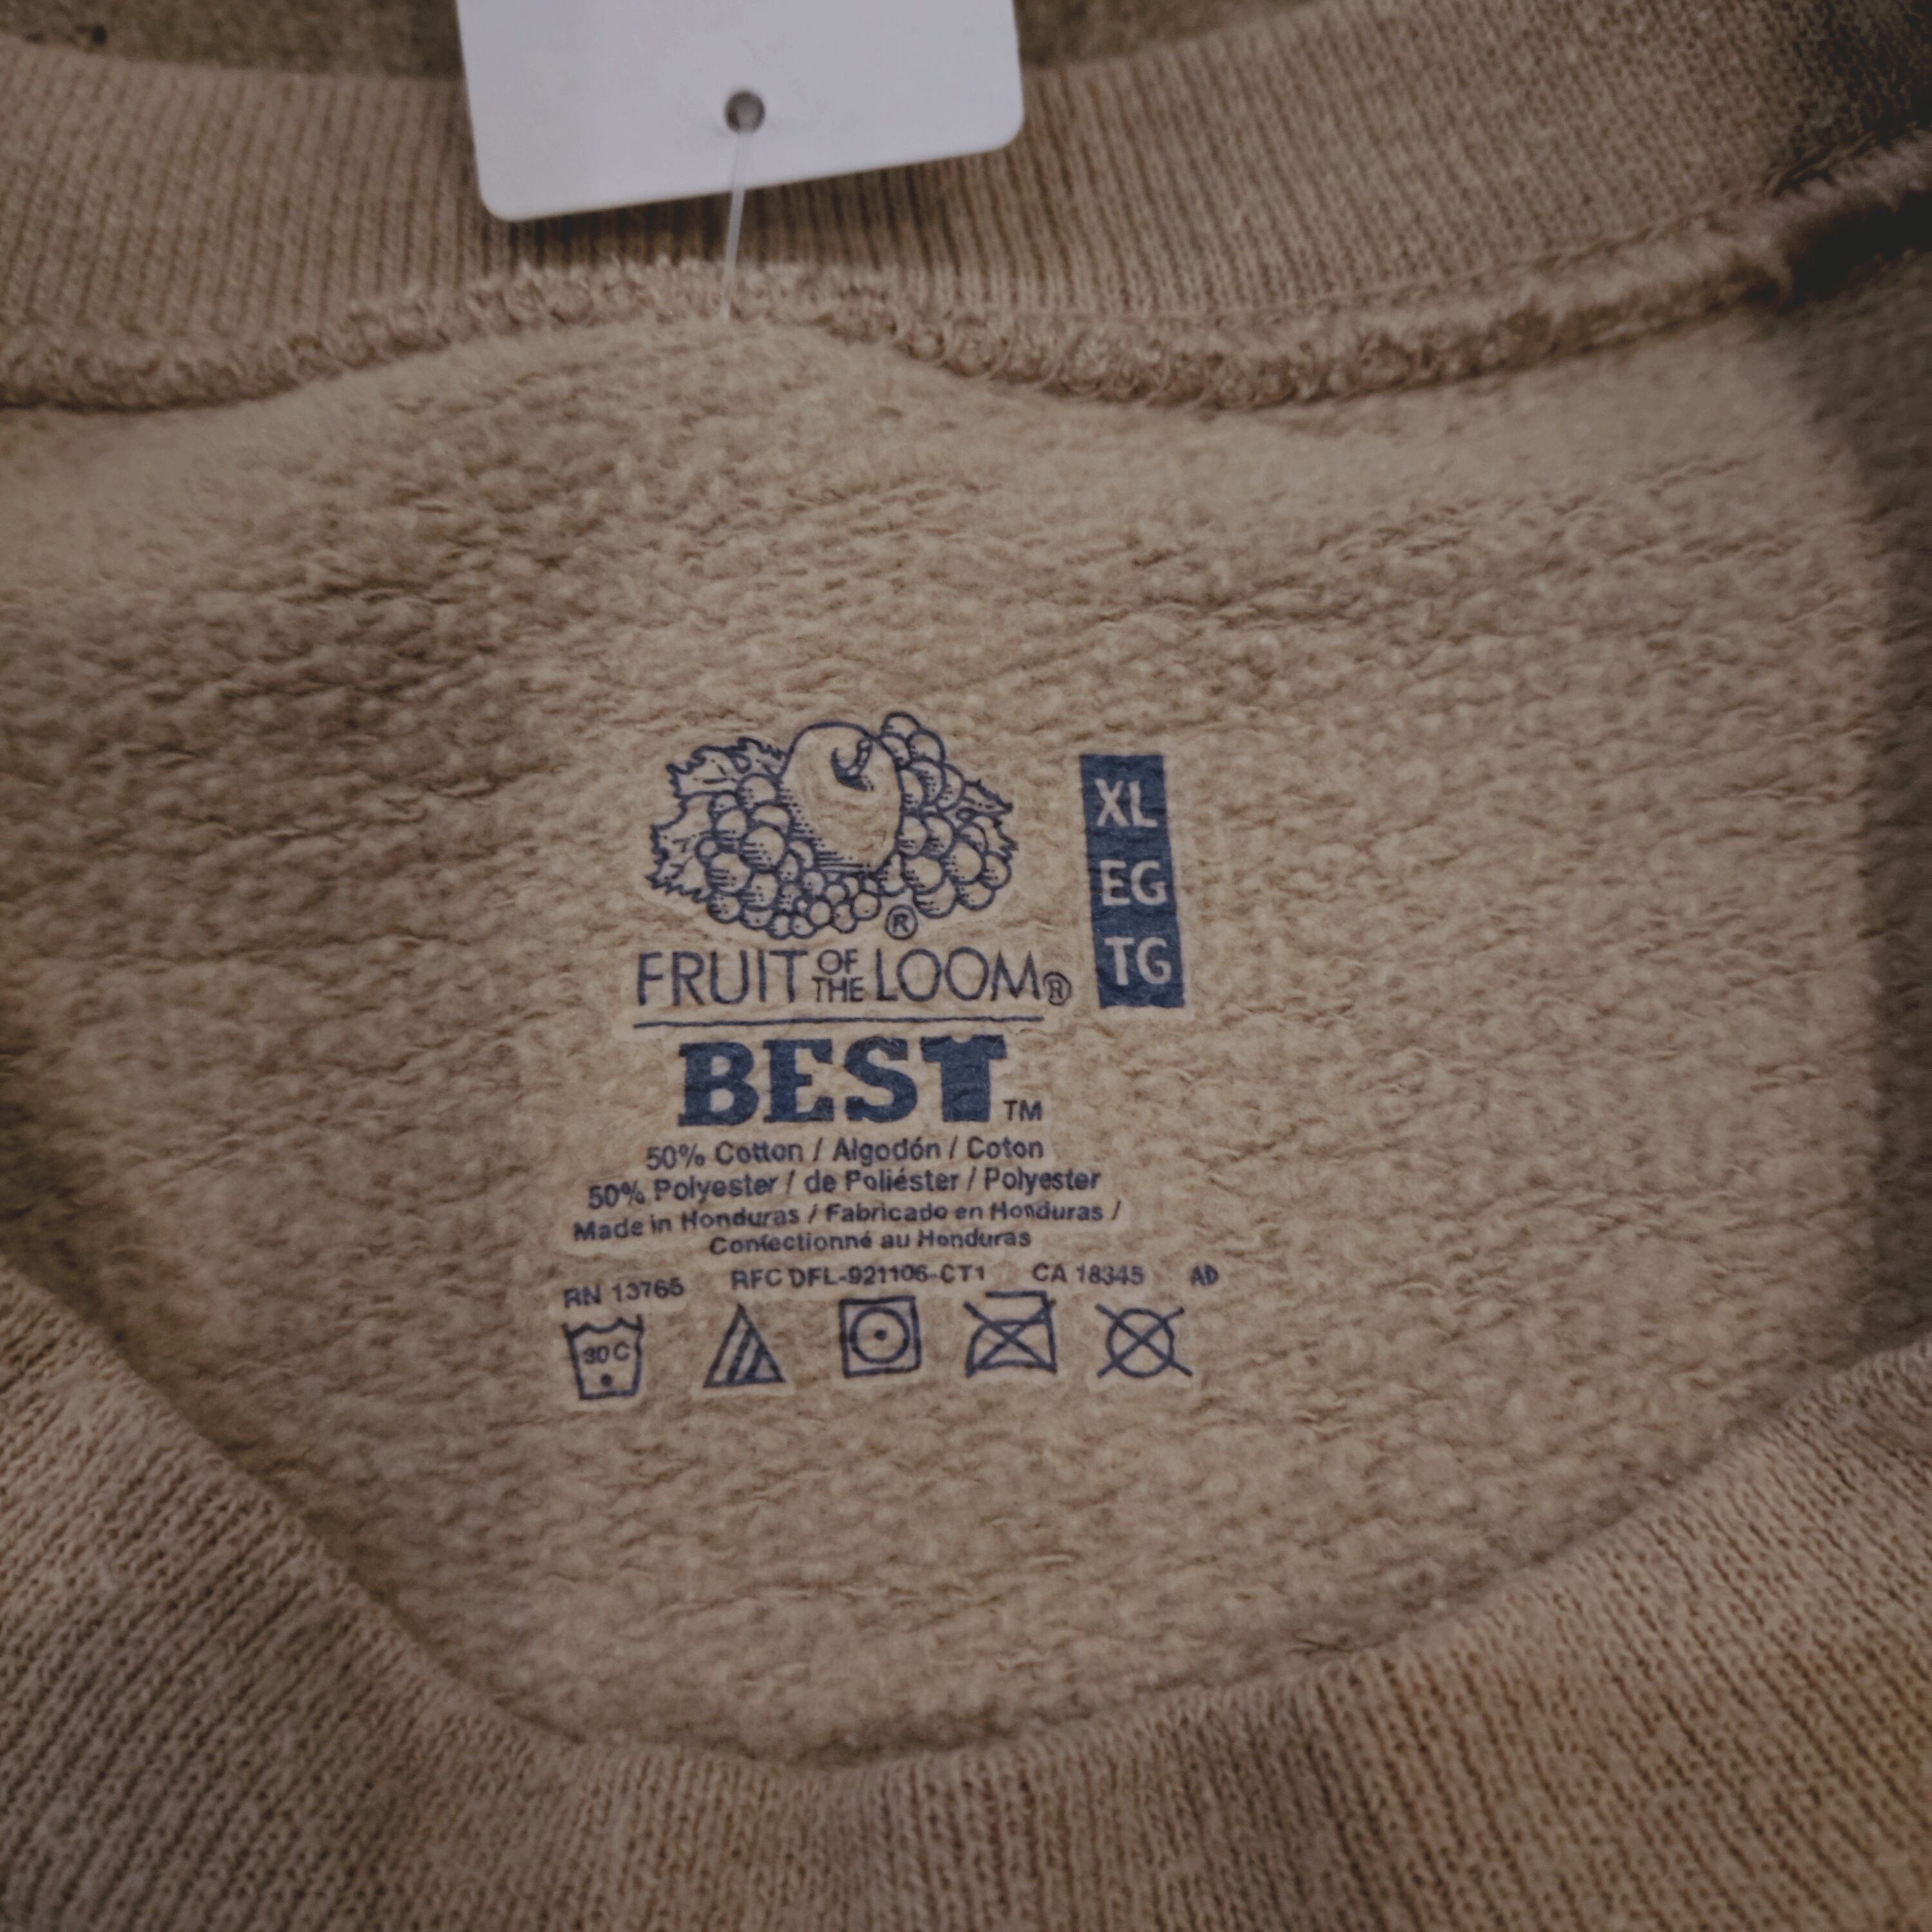 XL
EG
TG
®
FRUIT OF THE LOOM®
BEST™
50% Cotton / Algodón / Coton
50% Polyester / de Poliéster / Polyester
Made in Honduras / Fabricado en Honduras /
Confectionné au Honduras
RN 13765 RFC DFL-921106-CT1 CA 18345 AD
30C